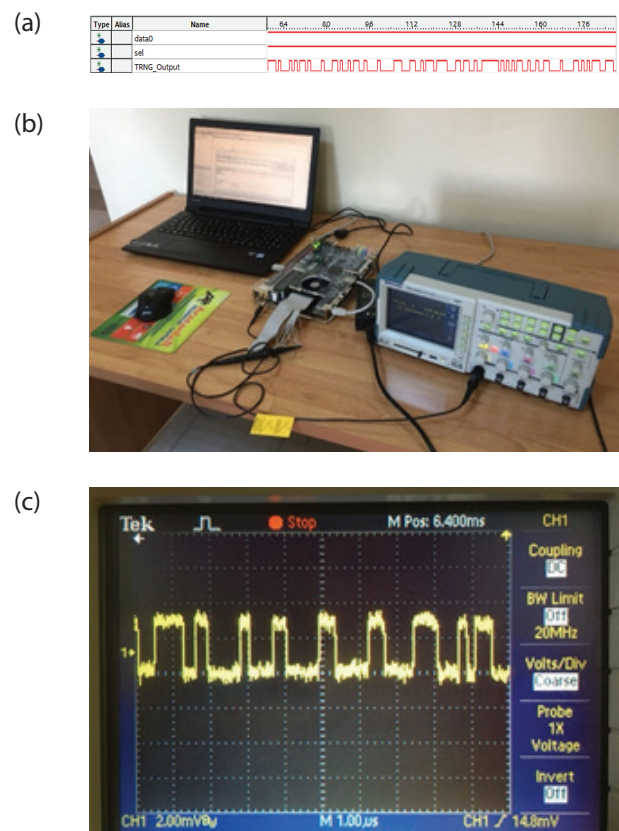 (a)
Type Alias Name 64 80 96 112 128 144 160 176
data0
sel
TRNG_Output
(b)
(c)
Tek Stop M Pos: 6.400ms CH1
Coupling
DC
BW Limit
Off
20MHz
1
Volts/Div
Coarse
Probe
1X
Voltage
Invert
Off
CH1 2.00mVBW M 1.00µs CH1 14.8mV